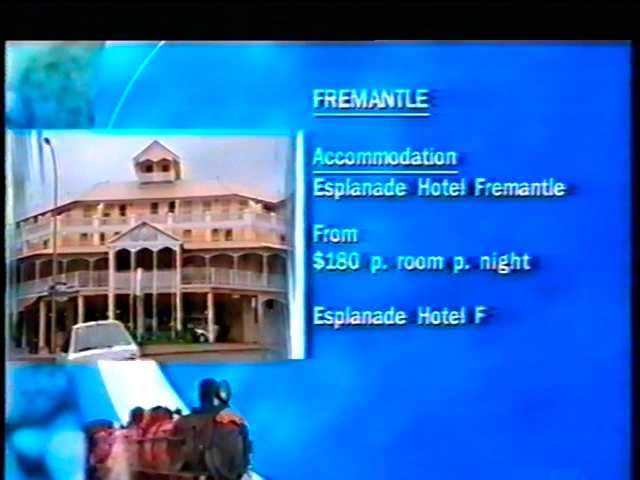 FREMANTLE
Accommodation
Esplanade Hotel Fremantle
From
$180 p. room p. night
Esplanade Hotel F